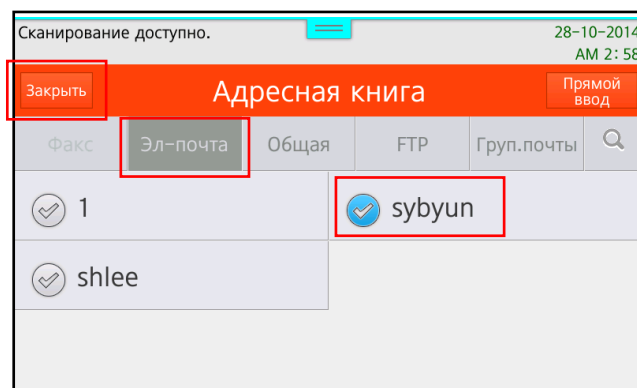 Сканирование доступно.
28-10-2014
AM 2:58
Закрыть
Адресная книга
Прямой
ввод
Факс
Эл-почта
Общая
FTP
Груп.почты
1
sybyun
shlee